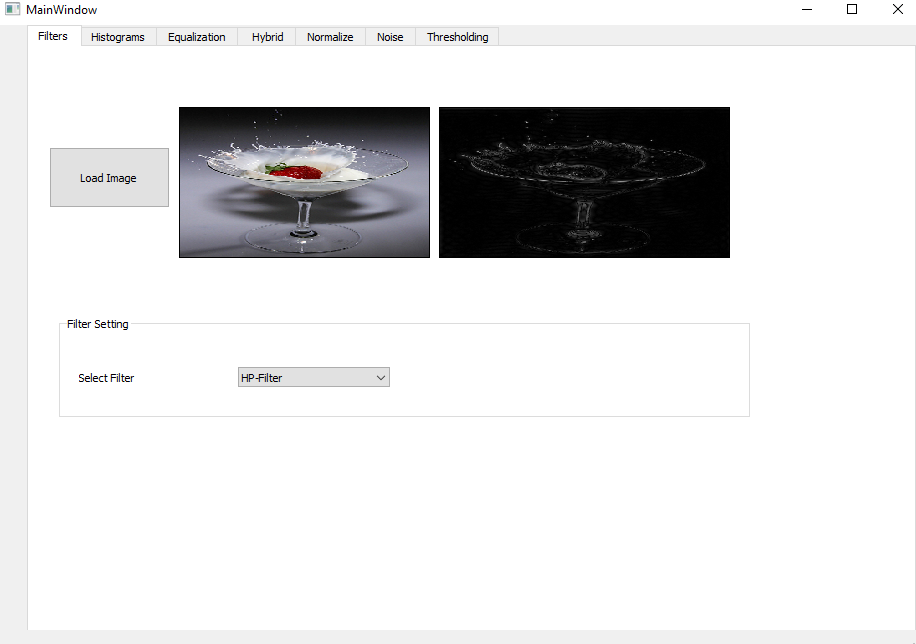 MainWindow
Filters Histograms Equalization Hybrid Normalize Noise Thresholding
Load Image
Filter Setting
Select Filter HP-Filter